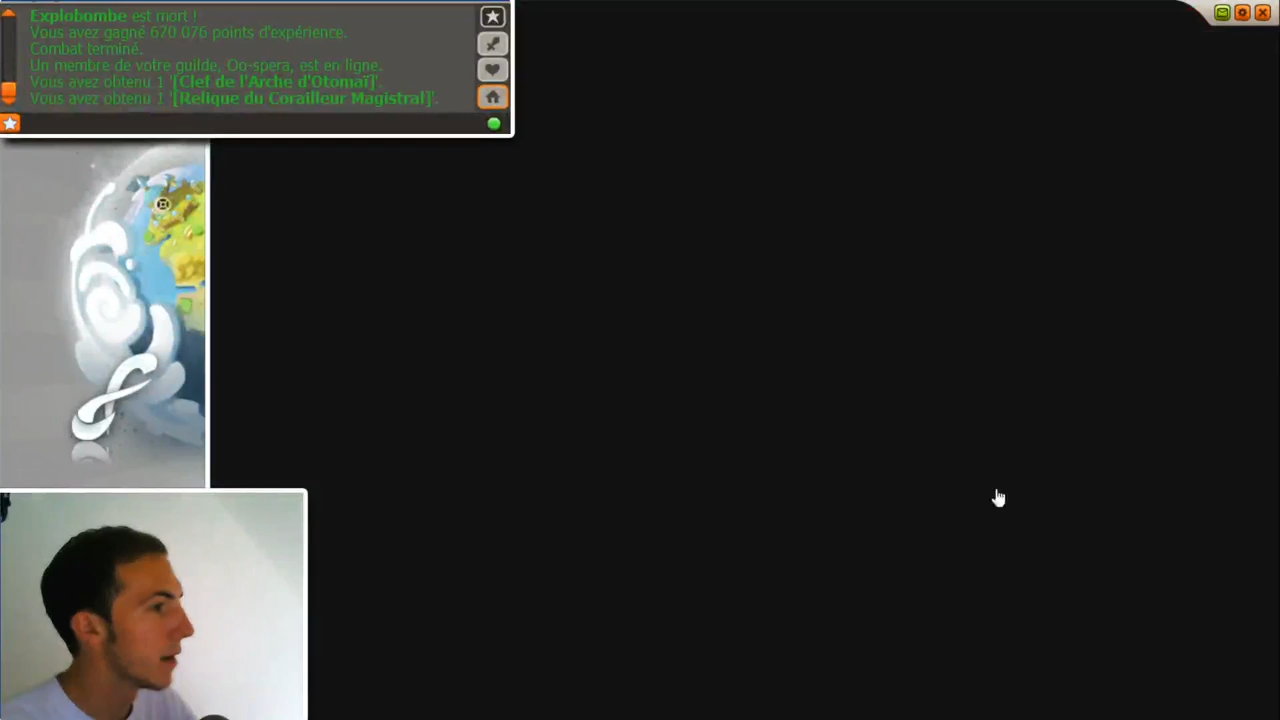 Explobombe est mort !
Vous avez gagné 670 076 points d'expérience.
Combat terminé.
Un membre de votre guilde, Oo-spera, est en ligne.
Vous avez obtenu 1 '[Clef de l'Arche d'Otomaï]'.
Vous avez obtenu 1 '[Relique du Corailleur Magistral]'.